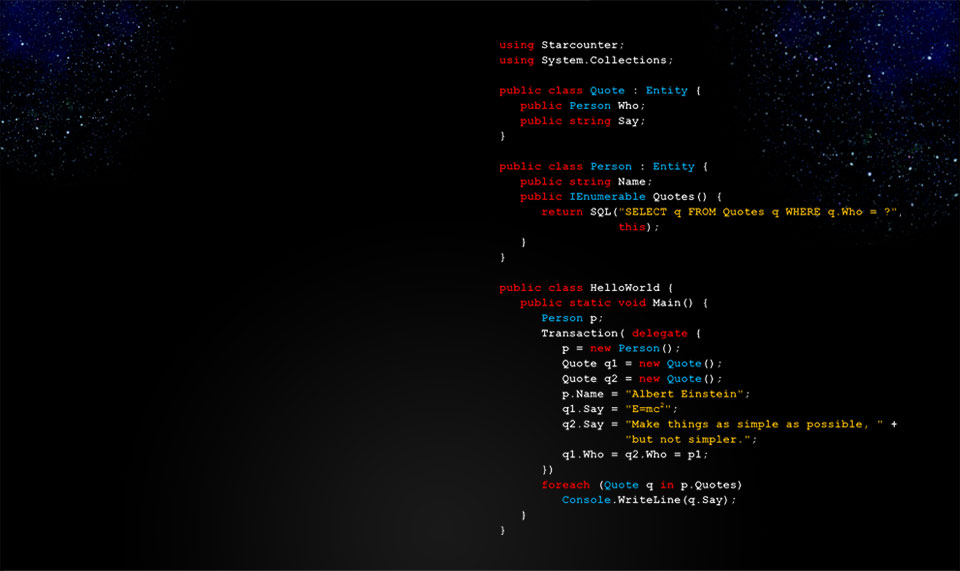 using Starcounter;
using System.Collections;
public class Quote : Entity {
public Person Who;
public string Say;
}
public class Person : Entity {
public string Name;
public IEnumerable Quotes() {
return SQL("SELECT q FROM Quotes q WHERE q.Who = ?",
this);
}
}
public class HelloWorld {
public static void Main() {
Person p;
Transaction( delegate {
p = new Person();
Quote q1 = new Quote();
Quote q2 = new Quote();
p.Name = "Albert Einstein";
q1.Say = "E=mc²";
q2.Say = "Make things as simple as possible, " +
"but not simpler.";
q1.Who = q2.Who = p1;
})
foreach (Quote q in p.Quotes)
Console.WriteLine(q.Say);
}
}